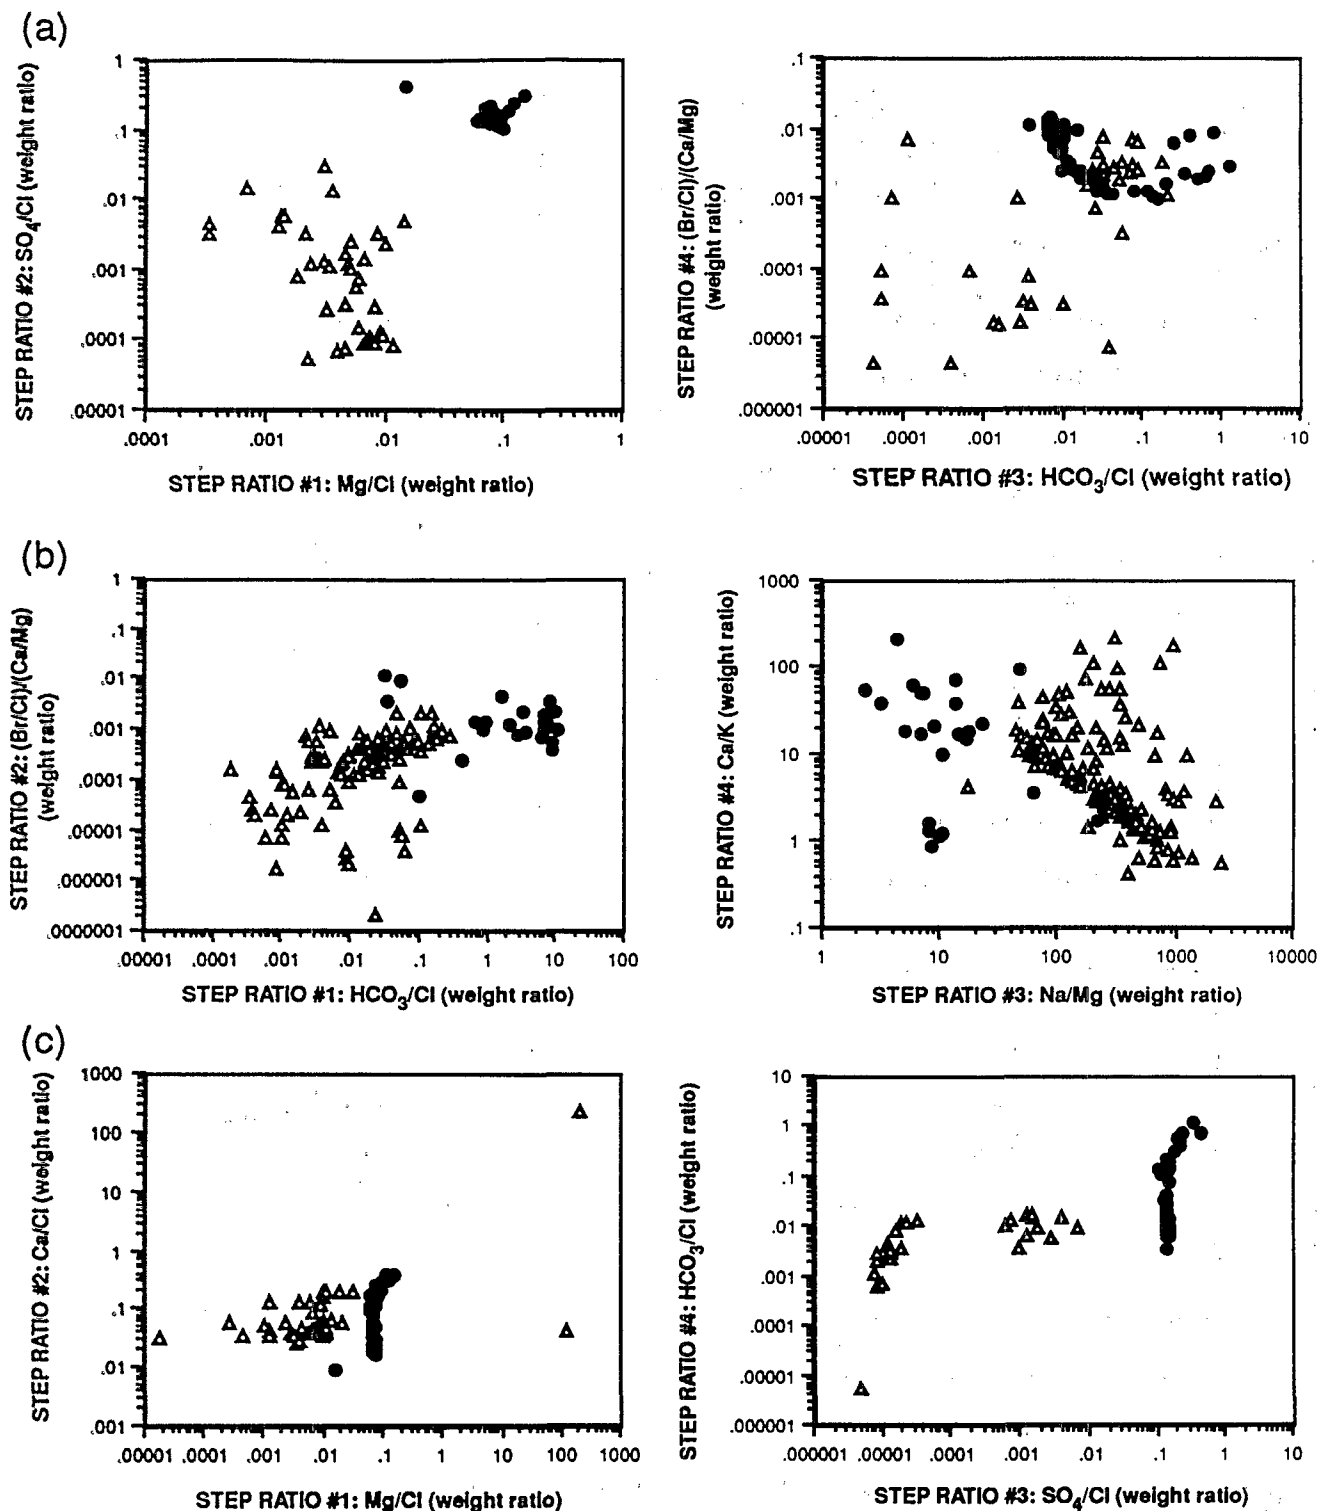 (a)
STEP RATIO #2: SO4/Cl (weight ratio)
1
.1
.01
.001
.0001
.00001
.0001 .001 .01 .1 1
STEP RATIO #1: Mg/Cl (weight ratio)
STEP RATIO #4: (Br/Cl)/(Ca/Mg)
(weight ratio)
.1
.01
.001
.0001
.00001
.000001
.00001 .0001 .001 .01 .1 1 10
STEP RATIO #3: HCO3/Cl (weight ratio)
(b)
STEP RATIO #2: (Br/Cl)/(Ca/Mg)
(weight ratio)
1
.1
.01
.001
.0001
.00001
.000001
.0000001
.00001 .0001 .001 .01 .1 1 10 100
STEP RATIO #1: HCO3/Cl (weight ratio)
STEP RATIO #4: Ca/K (weight ratio)
1000
100
10
1
.1
1 10 100 1000 10000
STEP RATIO #3: Na/Mg (weight ratio)
(c)
STEP RATIO #2: Ca/Cl (weight ratio)
1000
100
10
1
.1
.01
.001
.00001 .0001 .001 .01 .1 1 10 100 1000
STEP RATIO #1: Mg/Cl (weight ratio)
STEP RATIO #4: HCO3/Cl (weight ratio)
10
1
.1
.01
.001
.0001
.00001
.000001
.000001 .00001 .0001 .001 .01 .1 1 10
STEP RATIO #3: SO4/Cl (weight ratio)